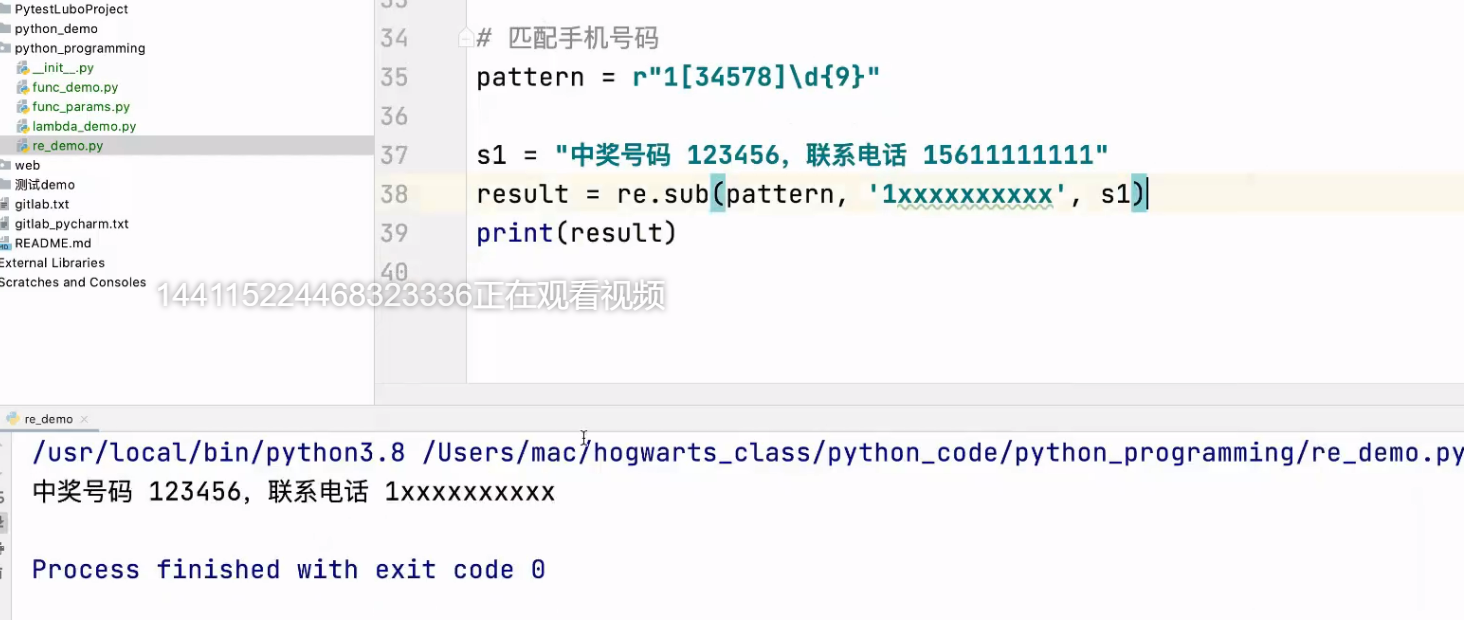 PytestLuboProject
python_demo
python_programming
__init__.py
func_demo.py
func_params.py
lambda_demo.py
re_demo.py
web
测试demo
gitlab.txt
gitlab_pycharm.txt
README.md
External Libraries
Scratches and Consoles
33
34 # 匹配手机号码
35 pattern = r"1[34578]\d{9}"
36
37 s1 = "中奖号码 123456，联系电话 15611111111"
38 result = re.sub(pattern, '1xxxxxxxxxx', s1)
39 print(result)
40
144115224468323336正在观看视频
re_demo
/usr/local/bin/python3.8 /Users/mac/hogwarts_class/python_code/python_programming/re_demo.py
中奖号码 123456，联系电话 1xxxxxxxxxx
Process finished with exit code 0